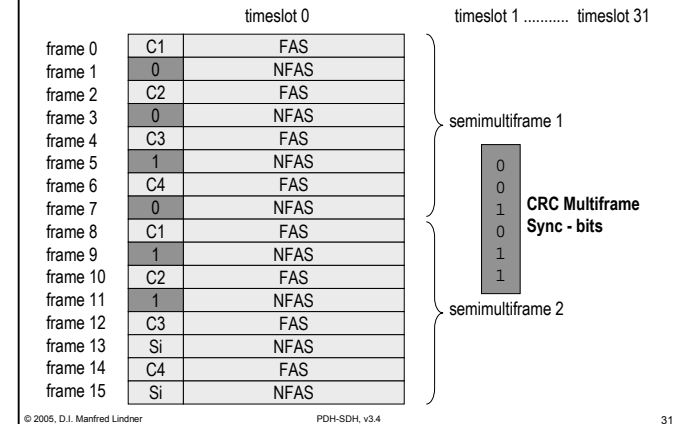 timeslot 0 timeslot 1 ........... timeslot 31
frame 0 C1 FAS
frame 1 0 NFAS
frame 2 C2 FAS
frame 3 0 NFAS
semimultiframe 1
frame 4 C3 FAS
frame 5 1 NFAS
frame 6 C4 FAS
frame 7 0 NFAS
frame 8 C1 FAS
frame 9 1 NFAS
frame 10 C2 FAS
frame 11 1 NFAS
semimultiframe 2
frame 12 C3 FAS
frame 13 Si NFAS
frame 14 C4 FAS
frame 15 Si NFAS
0
0
1
0
1
1
CRC Multiframe
Sync - bits
© 2005, D.I. Manfred Lindner PDH-SDH, v3.4 31